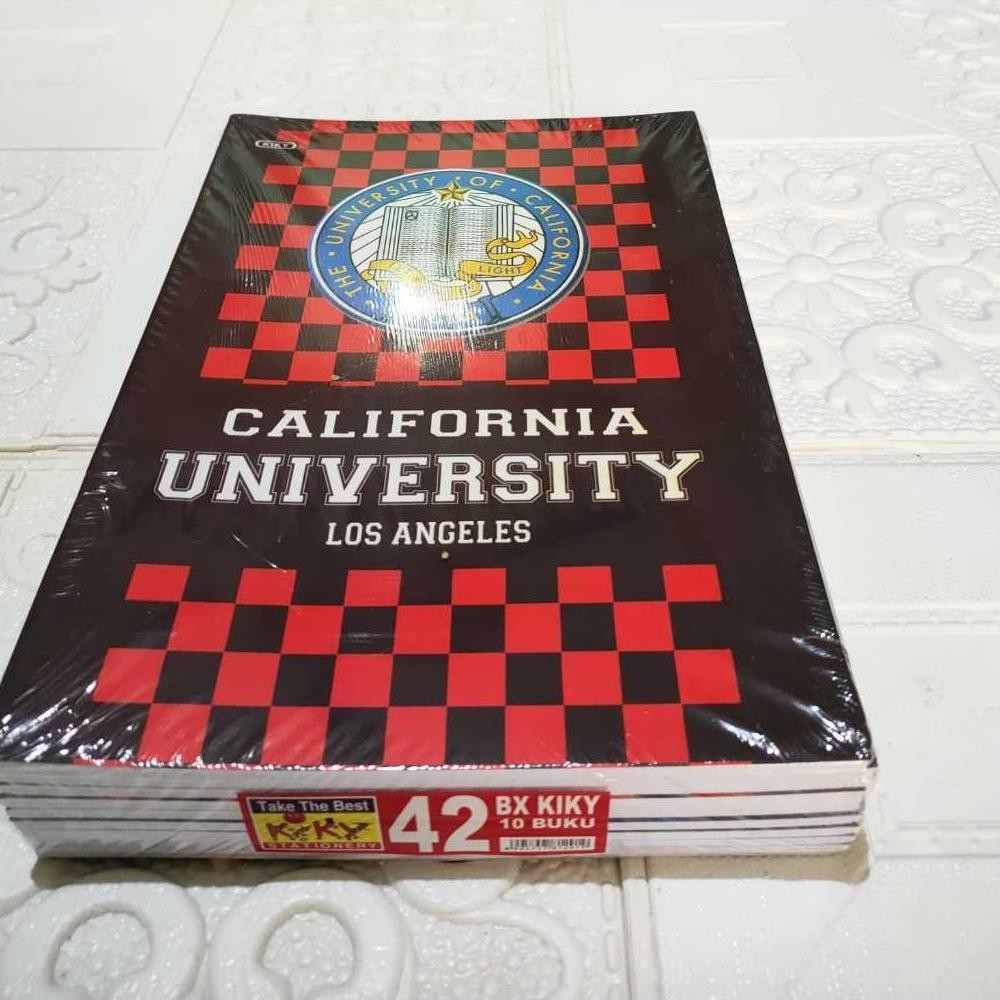 KIKY
THE · UNIVERSITY · OF · CALIFORNIA
LIGHT
CALIFORNIA
UNIVERSITY
LOS ANGELES
Take The Best
KIKY
STATIONERY
42
BX KIKY
10 BUKU